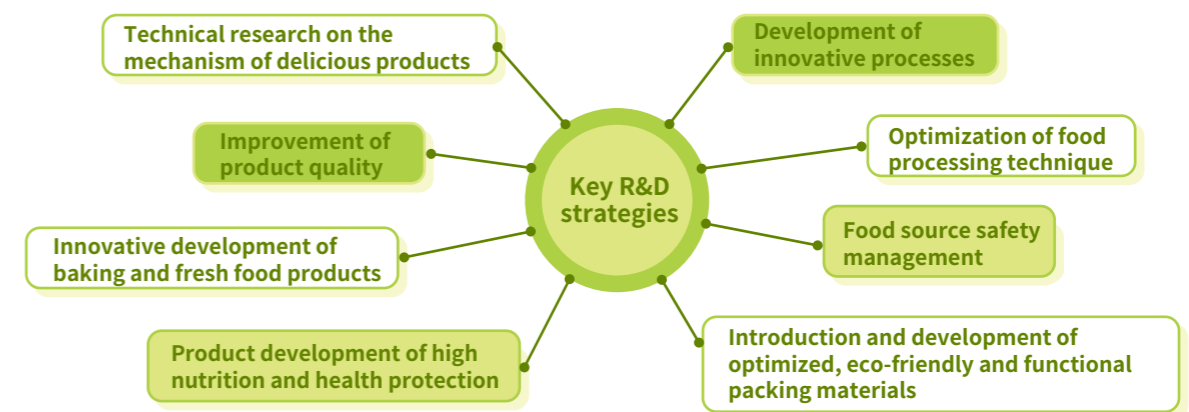 Technical research on the
mechanism of delicious products
Development of
innovative processes
Improvement of
product quality
Optimization of food
processing technique
Key R&D
strategies
Innovative development of
baking and fresh food products
Food source safety
management
Product development of high
nutrition and health protection
Introduction and development of
optimized, eco-friendly and functional
packing materials